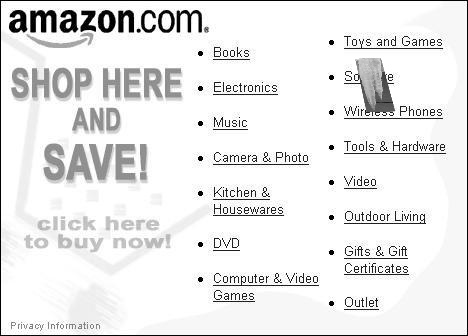 amazon.com
SHOP HERE
AND
SAVE!
click here
to buy now!
Books
Electronics
Music
Camera & Photo
Kitchen &
Housewares
DVD
Computer & Video
Games
Toys and Games
Wireless Phones
Tools & Hardware
Video
Outdoor Living
Gifts & Gift
Certificates
Outlet
Privacy Information